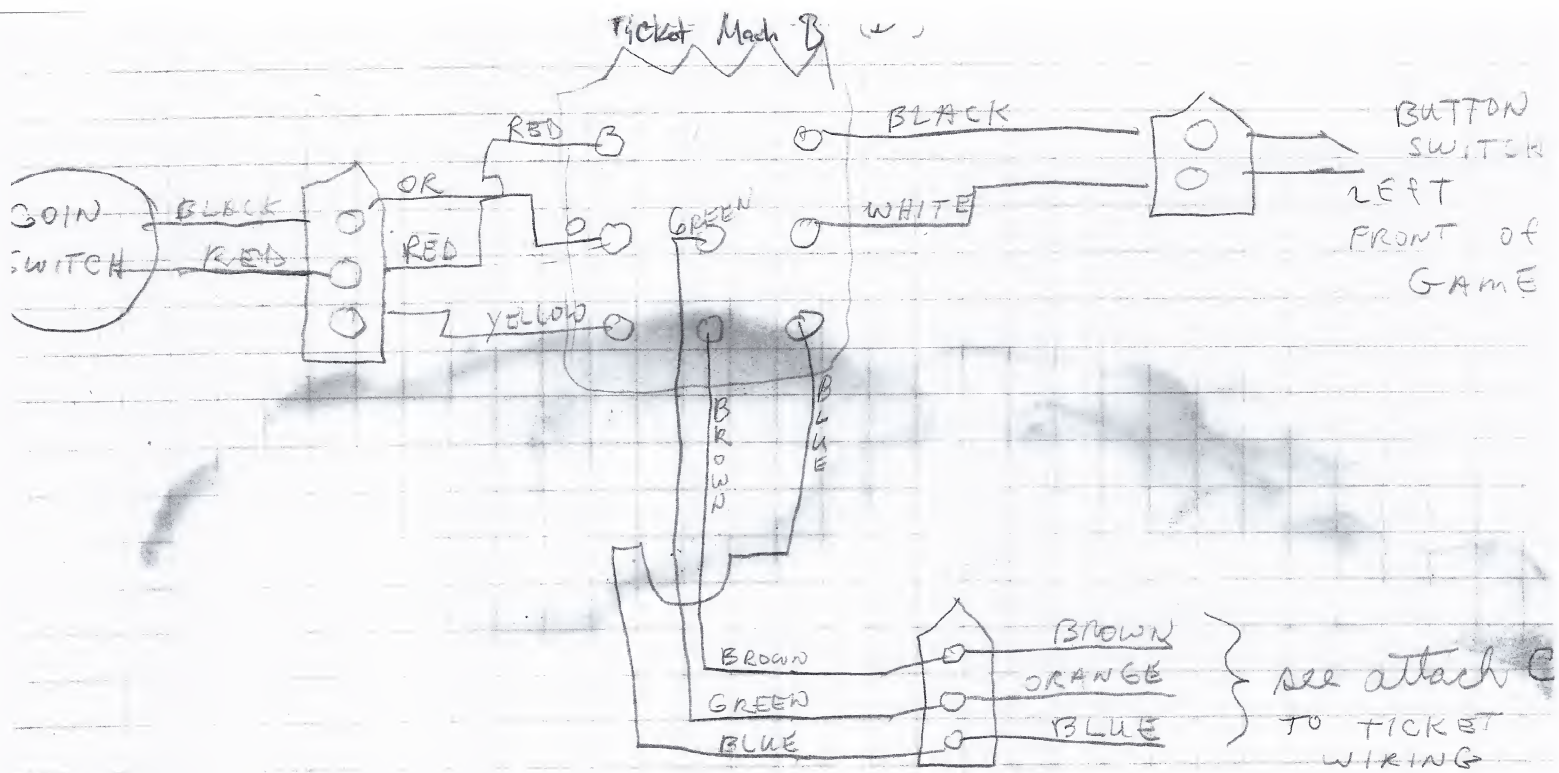 Ticket Mach B
RED
BLACK
BUTTON
SWITCH
LEFT
FRONT of
GAME
COIN
SWITCH
BLACK
RED
OR
RED
YELLOW
GREEN
WHITE
BROWN
BLUE
BROWN
GREEN
BLUE
BROWN
ORANGE
BLUE
see attach C
TO TICKET
WIRING